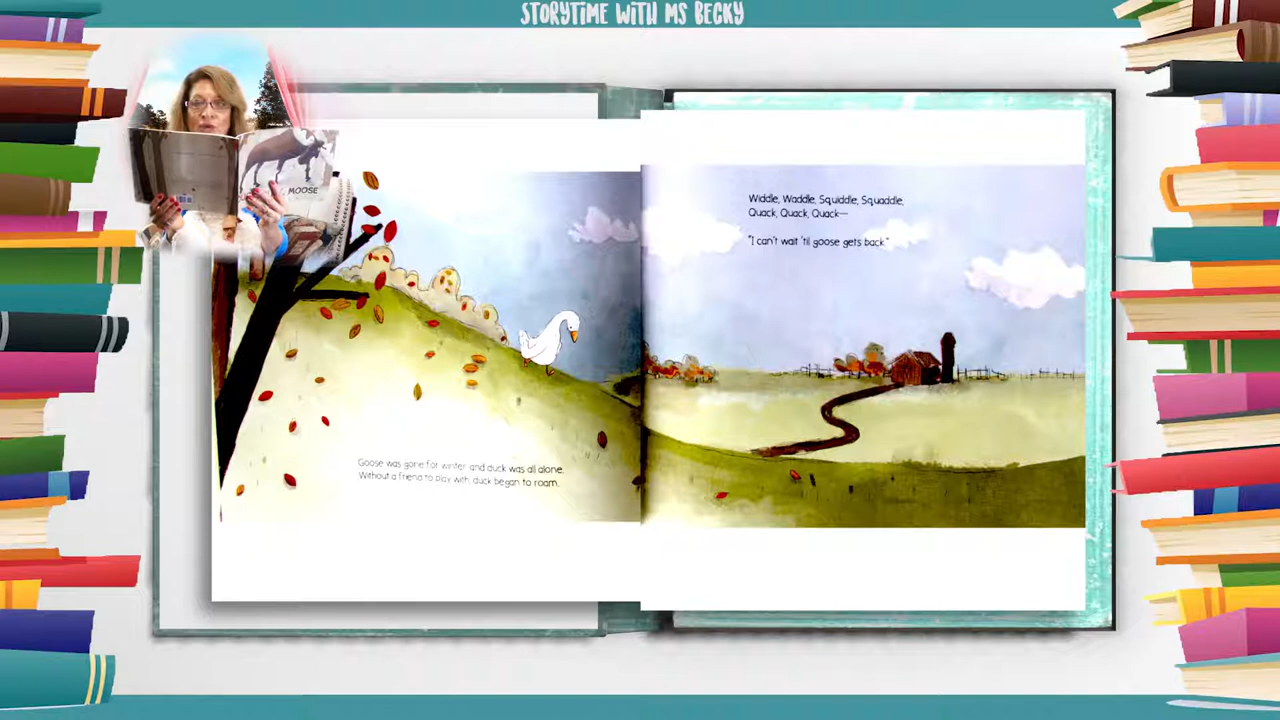 STORYTIME WITH MS BECKY
MOOSE
Widdle, Waddle, Squiddle, Squaddle,
Quack, Quack, Quack—
"I can't wait 'til goose gets back."
Goose was gone for winter and duck was all alone.
Without a friend to play with, duck began to roam.